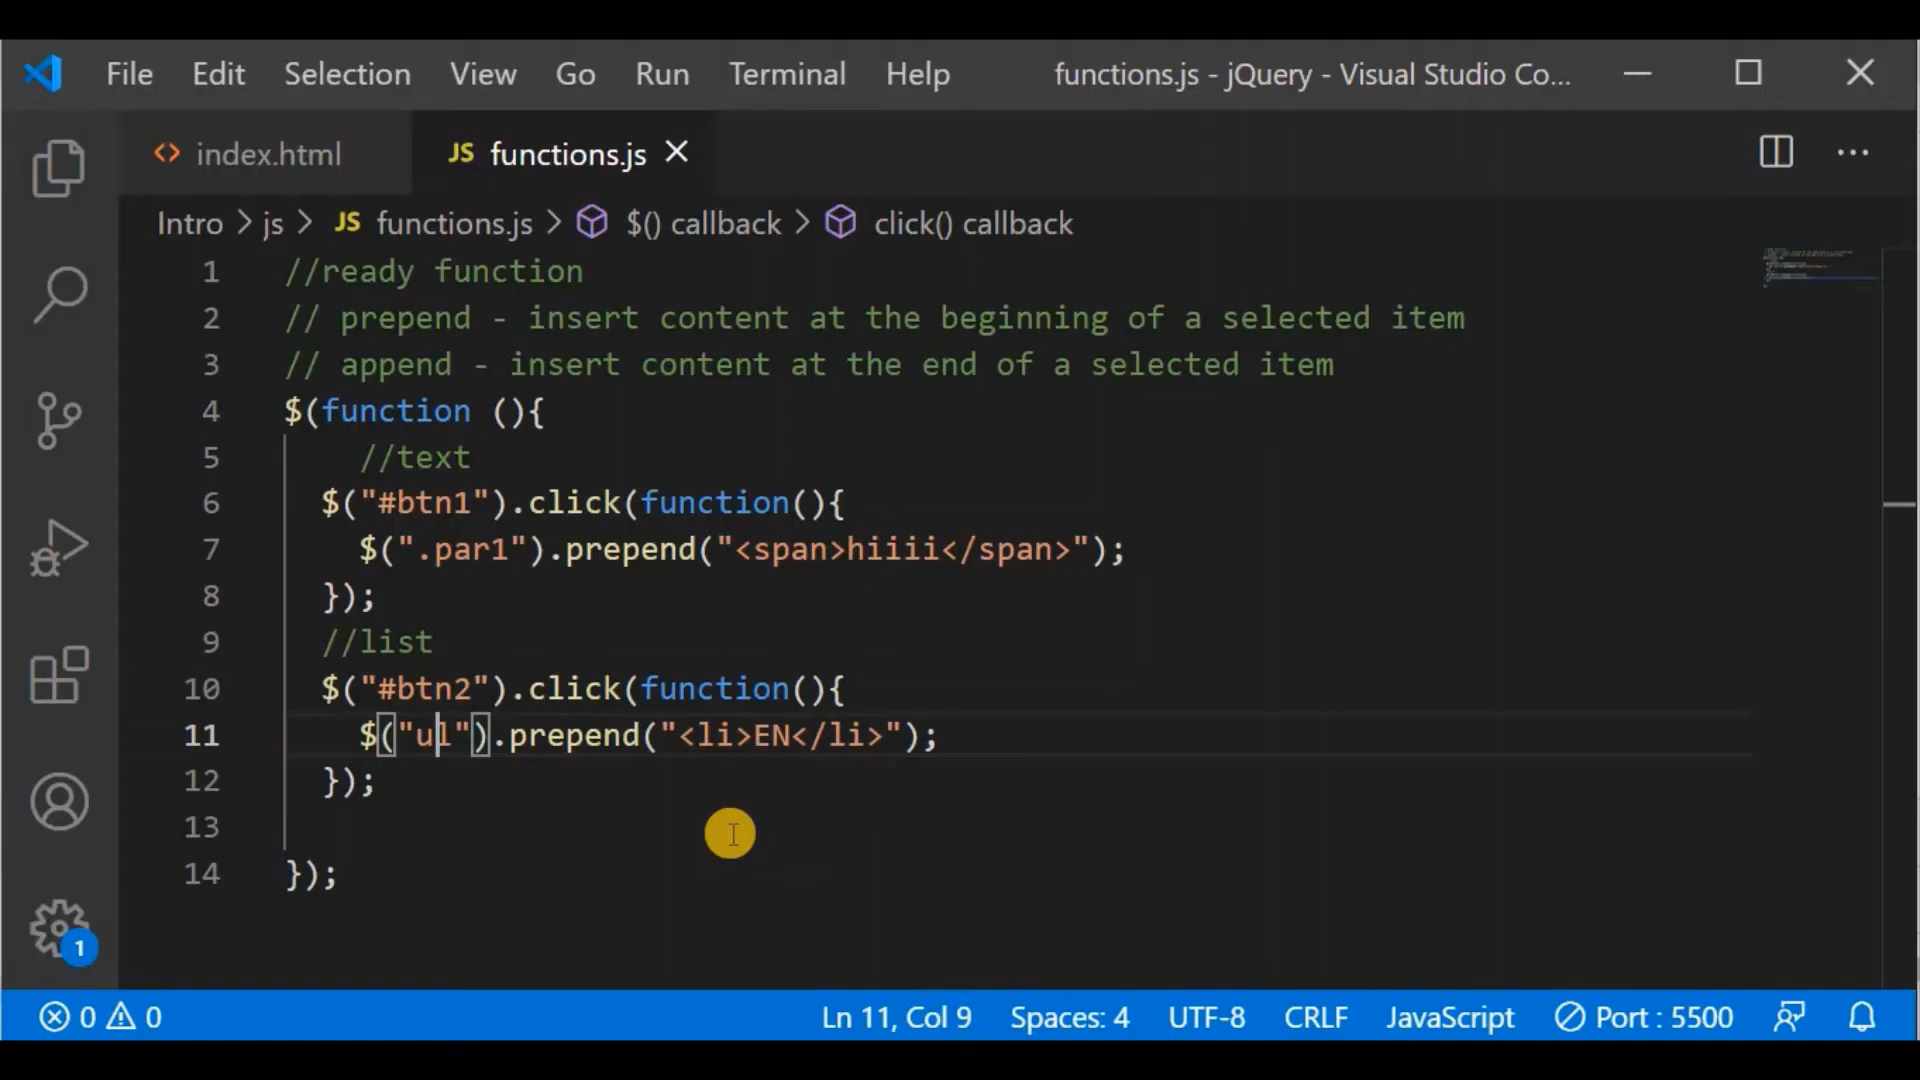 File Edit Selection View Go Run Terminal Help functions.js - jQuery - Visual Studio Co...
index.html JS functions.js
Intro > js > JS functions.js > $() callback > click() callback
1 //ready function
2 // prepend - insert content at the beginning of a selected item
3 // append - insert content at the end of a selected item
4 $(function (){
5 //text
6 $("#btn1").click(function(){
7 $(".par1").prepend("<span>hiiii</span>");
8 });
9 //list
10 $("#btn2").click(function(){
11 $("ul").prepend("<li>EN</li>");
12 });
13
14 });
1
0 0 Ln 11, Col 9 Spaces: 4 UTF-8 CRLF JavaScript Port : 5500